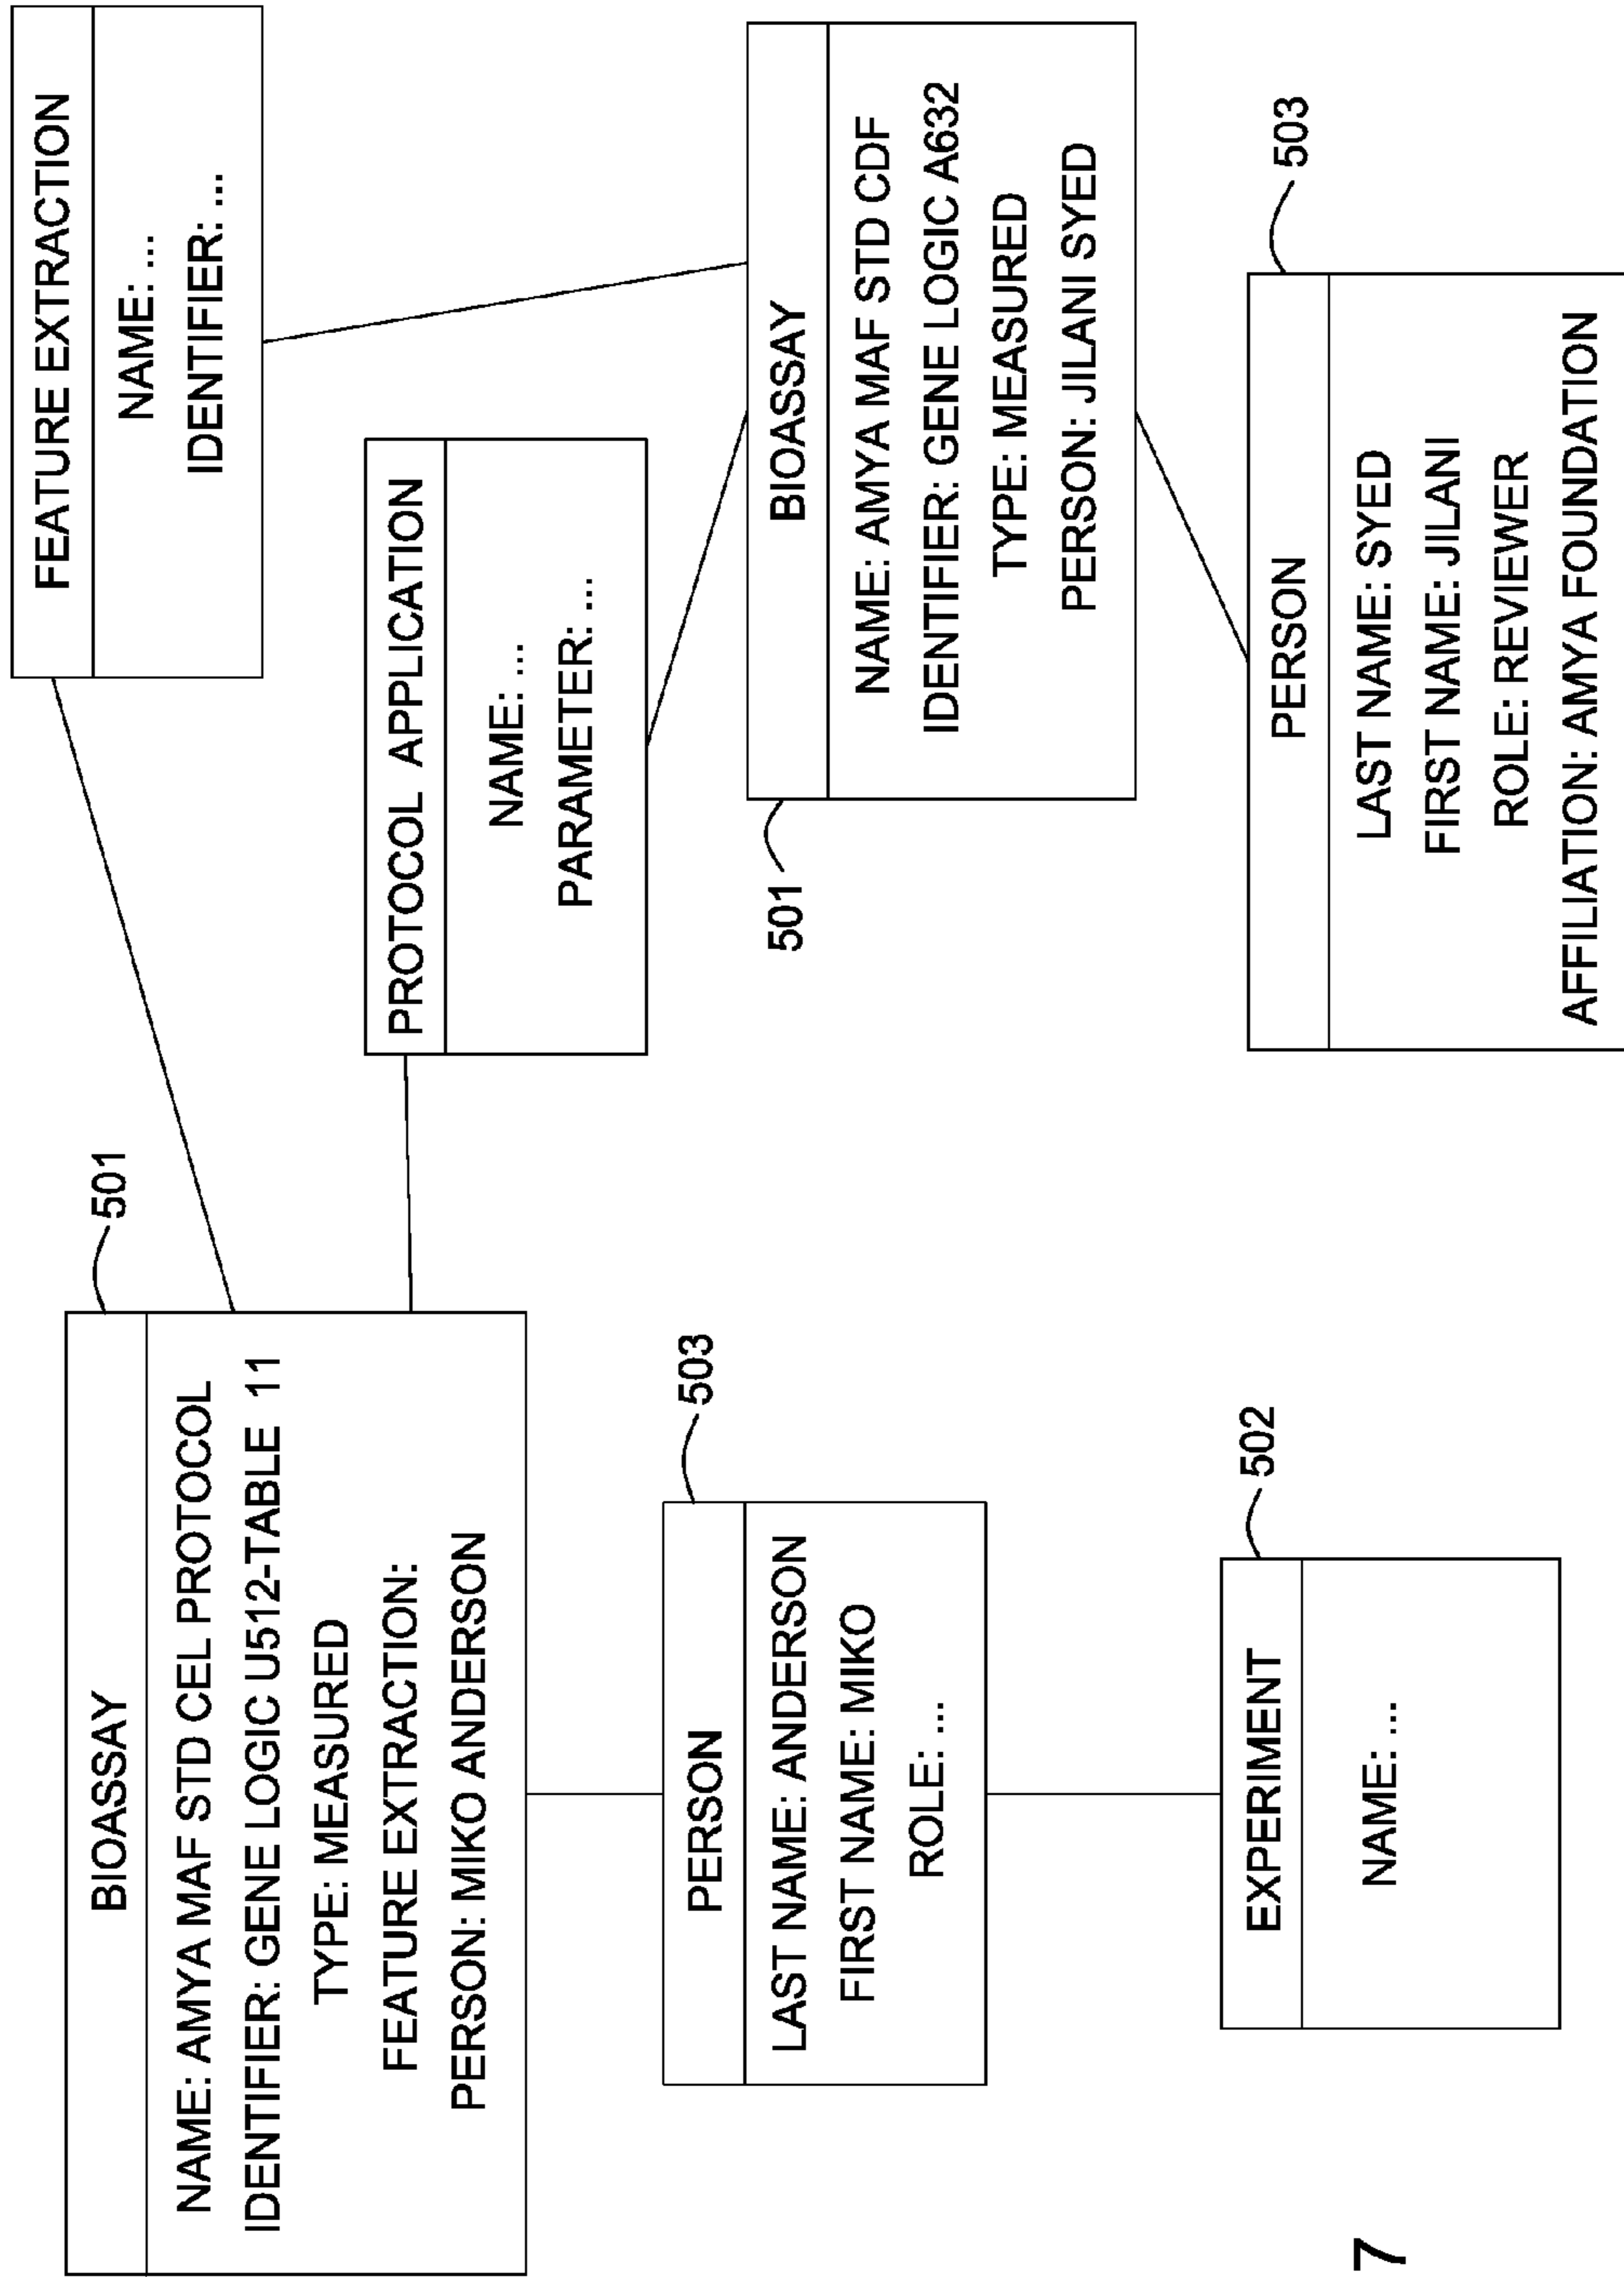 BIOASSAY
NAME: AMYA MAF STD CEL PROTOCOL
IDENTIFIER: GENE LOGIC U512-TABLE 11
TYPE: MEASURED
FEATURE EXTRACTION:
PERSON: MIKO ANDERSON
501
PERSON
LAST NAME: ANDERSON
FIRST NAME: MIKO
ROLE: ...
503
EXPERIMENT
NAME: ...
502
FEATURE EXTRACTION
NAME: ...
IDENTIFIER: ...
PROTOCOL APPLICATION
NAME: ...
PARAMETER: ...
BIOASSAY
NAME: AMYA MAF STD CDF
IDENTIFIER: GENE LOGIC A632
TYPE: MEASURED
PERSON: JILANI SYED
501
PERSON
LAST NAME: SYED
FIRST NAME: JILANI
ROLE: REVIEWER
AFFILIATION: AMYA FOUNDATION
503
7